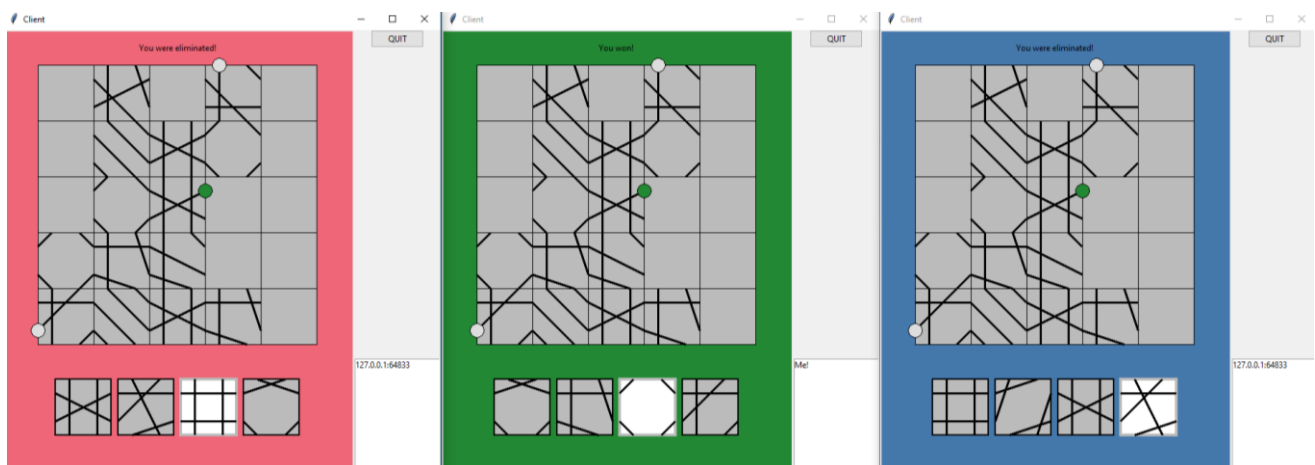 Client
QUIT
You were eliminated!
127.0.0.1:64833
Client
QUIT
You won!
Me!
Client
QUIT
You were eliminated!
127.0.0.1:64833